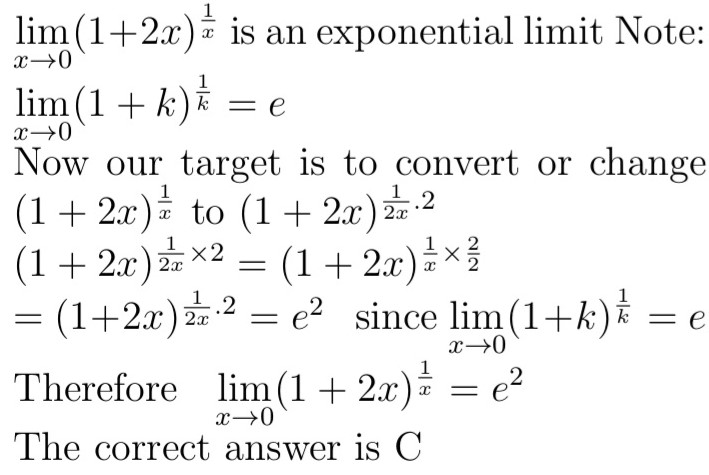 $\lim_{x \to 0}(1+2x)^{\frac{1}{x}}$ is an exponential limit Note:
$\lim_{x \to 0}(1+k)^{\frac{1}{k}} = e$
Now our target is to convert or change
$(1+2x)^{\frac{1}{x}}$ to $(1+2x)^{\frac{1}{2x} \cdot 2}$
$(1+2x)^{\frac{1}{2x} \times 2} = (1+2x)^{\frac{1}{x} \times \frac{2}{2}}$
$= (1+2x)^{\frac{1}{2x} \cdot 2} = e^2$ since $\lim_{x \to 0}(1+k)^{\frac{1}{k}} = e$
Therefore $\lim_{x \to 0}(1+2x)^{\frac{1}{x}} = e^2$
The correct answer is C